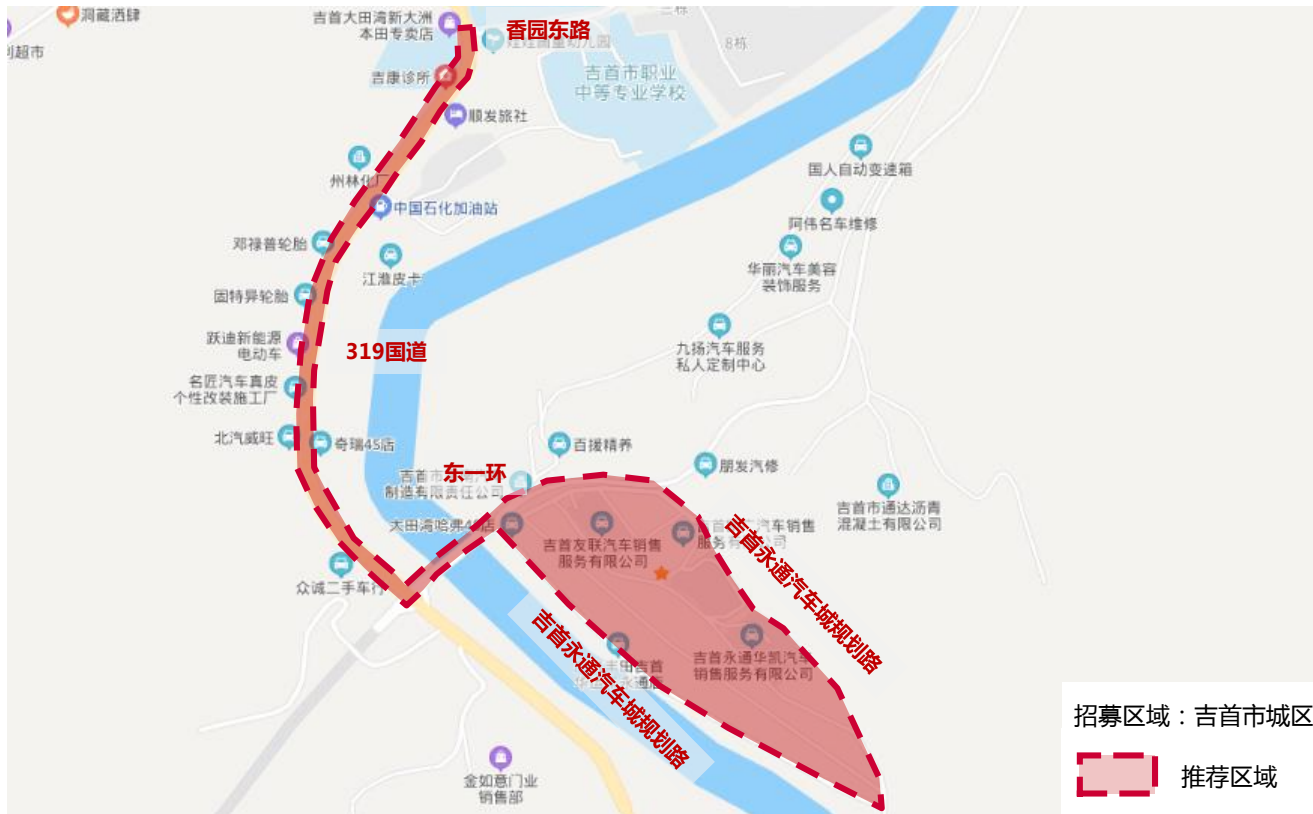 洞藏酒肆
利超市
吉首大田湾新大洲
本田专卖店
香园东路
8栋
吉康诊所
吉首市职业
中等专业学校
顺发旅社
国人自动变速箱
州林化厂
中国石化加油站
阿伟名车维修
邓禄普轮胎
江淮皮卡
华丽汽车美容
装饰服务
固特异轮胎
跃迪新能源
电动车
319国道
九扬汽车服务
私人定制中心
名匠汽车真皮
个性改装施工厂
北汽威旺
奇瑞4S店
百援精养
朋发汽修
东一环
制造有限责任公司
吉首市通达沥青
混凝土有限公司
大田湾哈弗4S店
吉首友联汽车销售
服务有限公司
汽车销售
吉首永通汽车城规划路
众诚二手车行
吉首永通汽车城规划路
吉首永通华凯汽车
销售服务有限公司
金如意门业
销售部
招募区域：吉首市城区
推荐区域